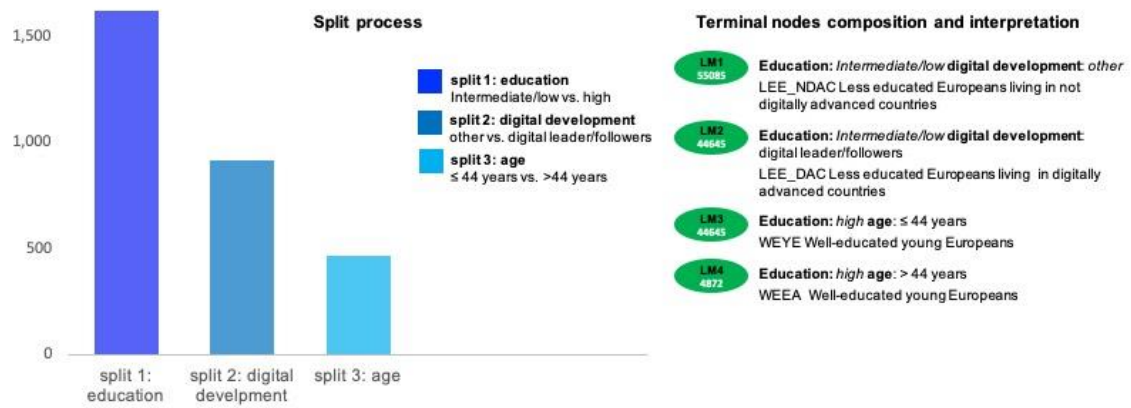 Split process
1,500
1,000
500
0
split 1:
education
split 2: digital
develpment
split 3: age
split 1: education
Intermediate/low vs. high
split 2: digital development
other vs. digital leader/followers
split 3: age
≤ 44 years vs. >44 years
Terminal nodes composition and interpretation
LM1
55085
Education: Intermediate/low digital development: other
LEE_NDAC Less educated Europeans living in not
digitally advanced countries
LM2
44645
Education: Intermediate/low digital development:
digital leader/followers
LEE_DAC Less educated Europeans living in digitally
advanced countries
LM3
44645
Education: high age: ≤ 44 years
WEYE Well-educated young Europeans
LM4
4872
Education: high age: > 44 years
WEEA Well-educated young Europeans